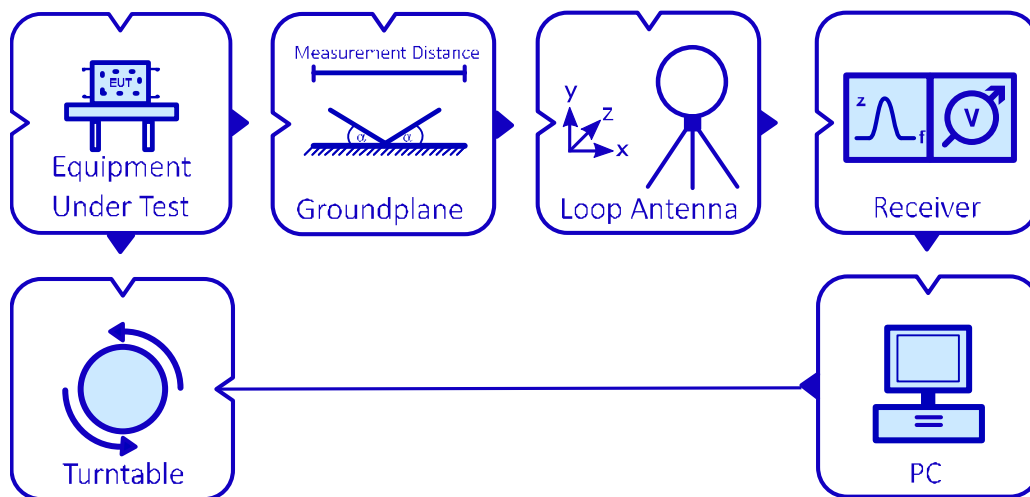 EUT
Equipment
Under Test
Measurement Distance
α α
Groundplane
y
z
x
Loop Antenna
z
f
V
Receiver
Turntable
PC